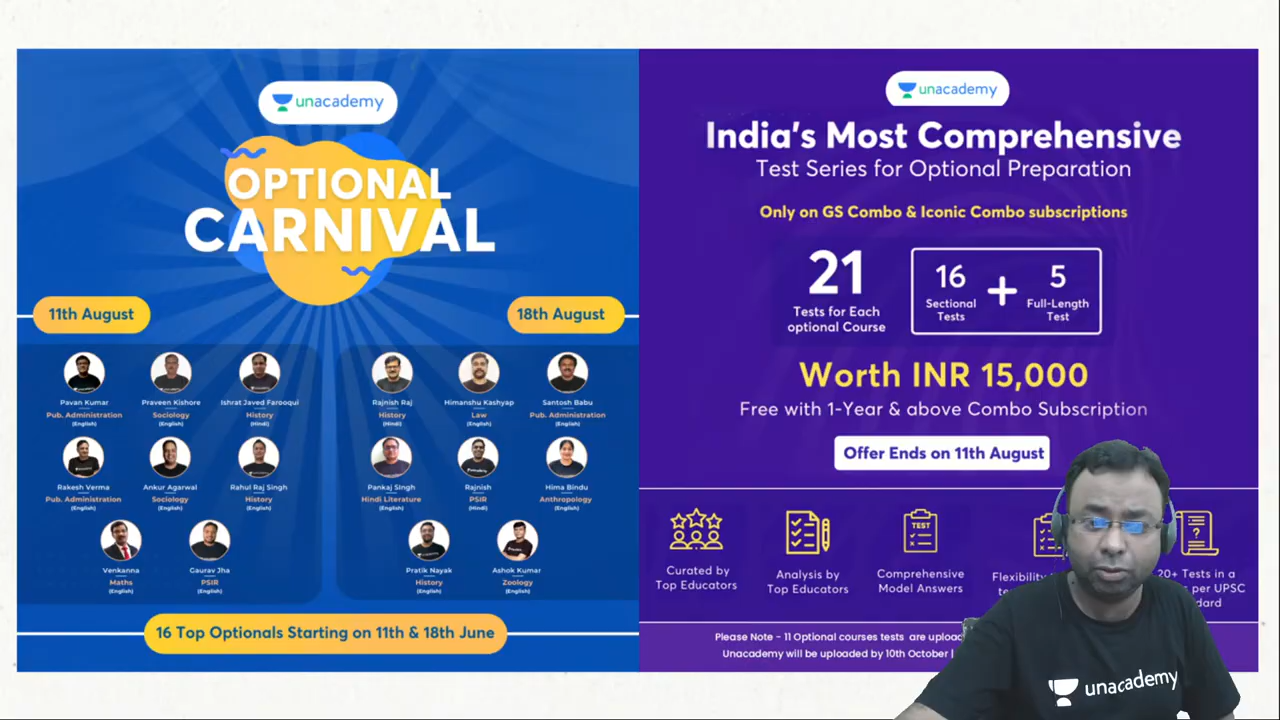 unacademy
OPTIONAL
CARNIVAL
11th August
18th August
Pavan Kumar
Pub. Administration
(English)
Praveen Kishore
Sociology
(English)
Ishrat Javed Farooqui
History
(Hindi)
Rakesh Verma
Pub. Administration
(English)
Ankur Agarwal
Sociology
(English)
Rahul Raj Singh
History
(English)
Venkanna
Maths
(English)
Gaurav Jha
PSIR
(English)
Rajnish Raj
History
(Hindi)
Himanshu Kashyap
Law
(English)
Santosh Babu
Pub. Administration
(English)
Pankaj Singh
Hindi Literature
(English)
Rajnish
PSIR
(Hindi)
Hima Bindu
Anthropology
(English)
Pratik Nayak
History
(English)
Ashok Kumar
Zoology
(English)
16 Top Optionals Starting on 11th & 18th June
unacademy
India's Most Comprehensive
Test Series for Optional Preparation
Only on GS Combo & Iconic Combo subscriptions
21
Tests for Each
optional Course
16
Sectional
Tests
+
5
Full-Length
Test
Worth INR 15,000
Free with 1-Year & above Combo Subscription
Offer Ends on 11th August
Curated by
Top Educators
Analysis by
Top Educators
TEST
Comprehensive
Model Answers
Flexibility
20+ Tests in a
per UPSC
Please Note - 11 Optional courses tests are
Unacademy will be uploaded by 10th October |
unacademy